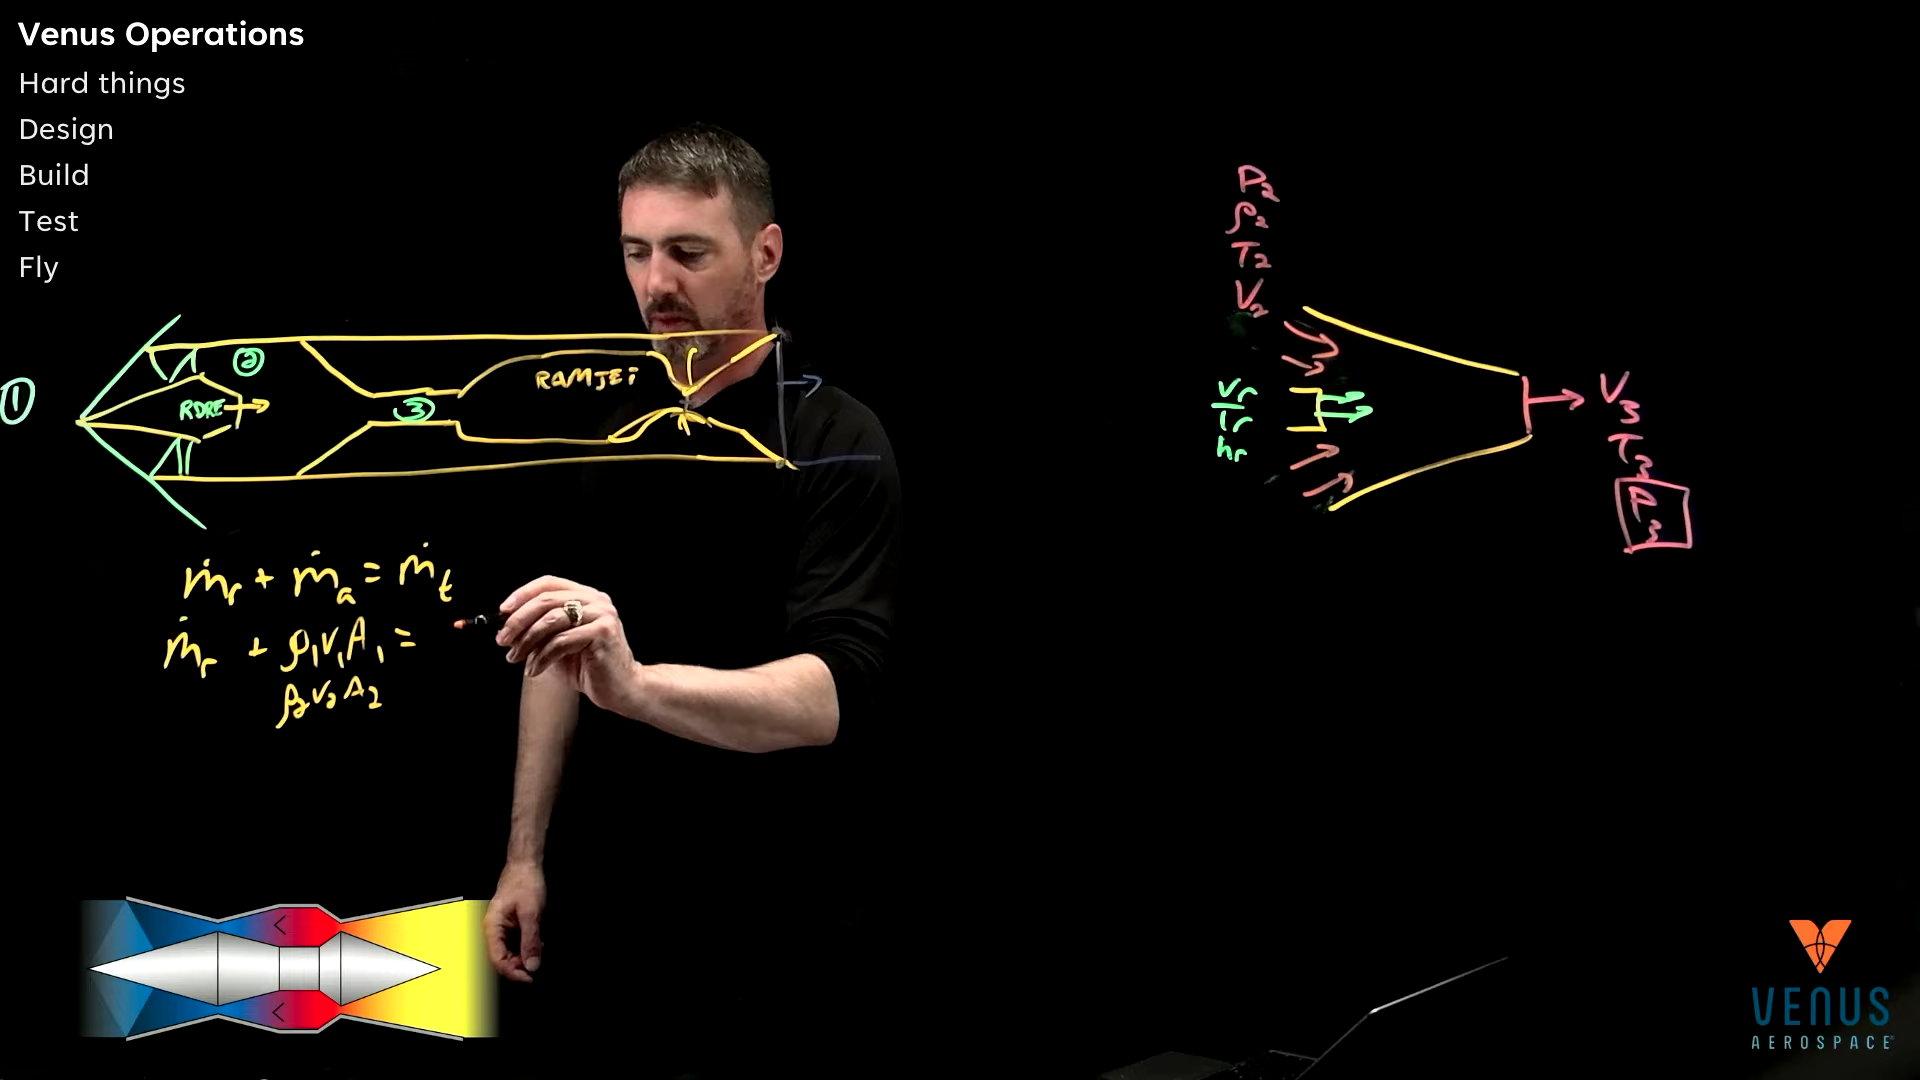 Venus Operations
Hard things
Design
Build
Test
Fly
P₂
ρ₂
T₂
V₂
①
②
RDRE
③
RAMJET
Vr
Tr
hr
V₃
T₃
P₃
ṁr + ṁa = ṁt
ṁr + ρ₁V₁A₁ =
ρ₂V₂A₂
VENUS
AEROSPACE